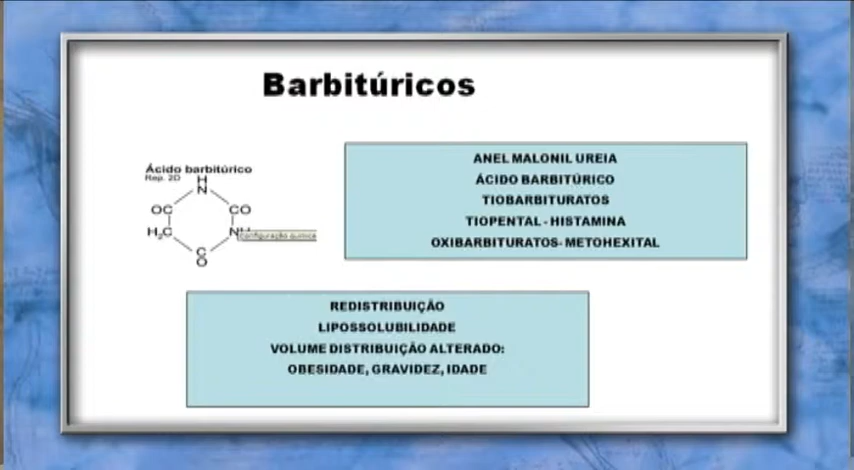 Barbitúricos
Ácido barbitúrico
Rep. 2D
H
N
OC
CO
H₂C
NH
Configuração química
C
O
ANEL MALONIL UREIA
ÁCIDO BARBITÚRICO
TIOBARBITURATOS
TIOPENTAL - HISTAMINA
OXIBARBITURATOS- METOHEXITAL
REDISTRIBUIÇÃO
LIPOSSOLUBILIDADE
VOLUME DISTRIBUIÇÃO ALTERADO:
OBESIDADE, GRAVIDEZ, IDADE